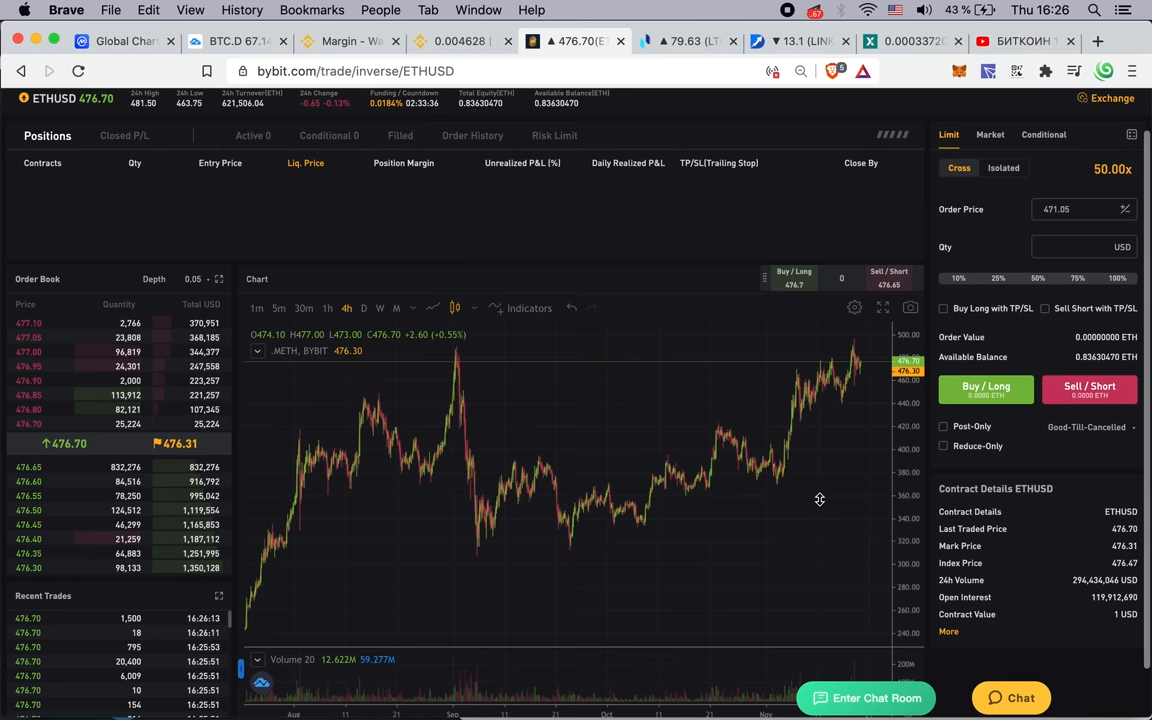 Brave File Edit View History Bookmarks People Tab Window Help
.67 43 % Thu 16:26
Global Char
BTC.D 67.14
Margin - Wa
0.004628 |
▲ 476.70(ET
▲ 79.63 (LT
▼ 13.1 (LINK
0.00033720
БИТКОИН 1
bybit.com/trade/inverse/ETHUSD
5
ETHUSD 476.70
24h High 24h Low 24h Turnover(ETH) 24h Change Funding / Countdown Total Equity(ETH) Available Balance(ETH)
481.50 463.75 621,506.04 -0.65 -0.13% 0.0184% 02:33:36 0.83630470 0.83630470
Exchange
Positions Closed P/L Active 0 Conditional 0 Filled Order History Risk Limit
Contracts Qty Entry Price Liq. Price Position Margin Unrealized P&L (%) Daily Realized P&L TP/SL(Trailing Stop) Close By
Limit Market Conditional
Cross Isolated 50.00x
Order Price 471.05
Qty USD
10% 25% 50% 75% 100%
Buy Long with TP/SL Sell Short with TP/SL
Order Value 0.00000000 ETH
Available Balance 0.83630470 ETH
Buy / Long Sell / Short
0.0000 ETH 0.0000 ETH
Post-Only Good-Till-Cancelled
Reduce-Only
Contract Details ETHUSD
Contract Details ETHUSD
Last Traded Price 476.70
Mark Price 476.31
Index Price 476.47
24h Volume 294,434,046 USD
Open Interest 119,912,690
Contract Value 1 USD
More
Order Book Depth 0.05
Price Quantity Total USD
477.10 2,766 370,951
477.05 23,808 368,185
477.00 96,819 344,377
476.95 24,301 247,558
476.90 2,000 223,257
476.85 113,912 221,257
476.80 82,121 107,345
476.70 25,224 25,224
↑476.70 476.31
476.65 832,276 832,276
476.60 84,516 916,792
476.55 78,250 995,042
476.50 124,512 1,119,554
476.45 46,299 1,165,853
476.40 21,259 1,187,112
476.35 64,883 1,251,995
476.30 98,133 1,350,128
Recent Trades
476.70 1,500 16:26:13
476.70 18 16:26:11
476.70 795 16:25:53
476.70 20,400 16:25:51
476.70 6,009 16:25:51
476.70 10 16:25:51
476.70 154 16:25:51
Chart
Buy / Long 0 Sell / Short
476.7 476.65
1m 5m 30m 1h 4h D W M Indicators
O474.10 H477.00 L473.00 C476.70 +2.60 (+0.55%)
.METH, BYBIT 476.30
500.00
476.70
476.30
460.00
440.00
420.00
400.00
380.00
360.00
340.00
320.00
300.00
280.00
260.00
240.00
Volume 20 12.622M 59.277M
200M
Aug 11 21 Sep 11 21 Oct 11 21 Nov
Enter Chat Room
Chat